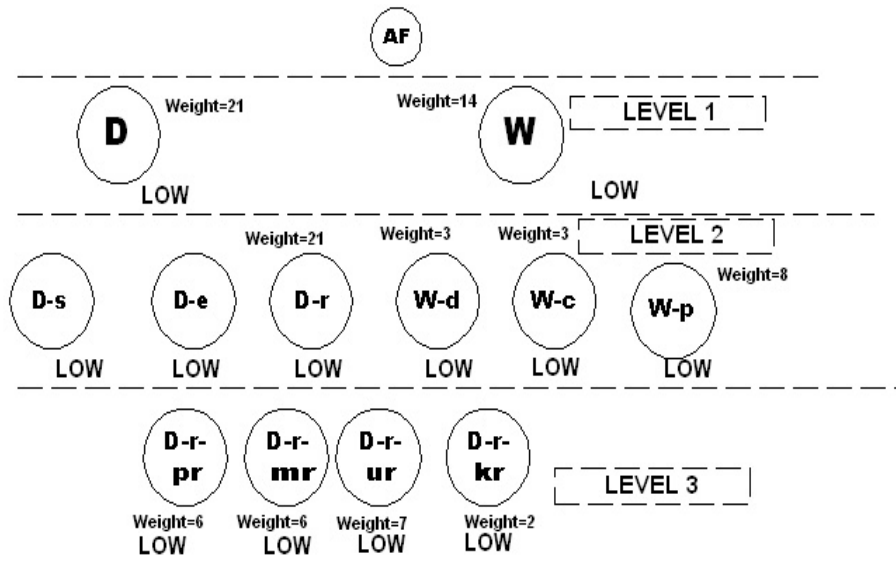 AF
Weight=21
Weight=14
LEVEL 1
D
W
LOW
LOW
Weight=21
Weight=3
Weight=3
LEVEL 2
Weight=8
D-s
D-e
D-r
W-d
W-c
W-p
LOW
LOW
LOW
LOW
LOW
LOW
D-r-
pr
D-r-
mr
D-r-
ur
D-r-
kr
LEVEL 3
Weight=6
Weight=6
Weight=7
Weight=2
LOW
LOW
LOW
LOW